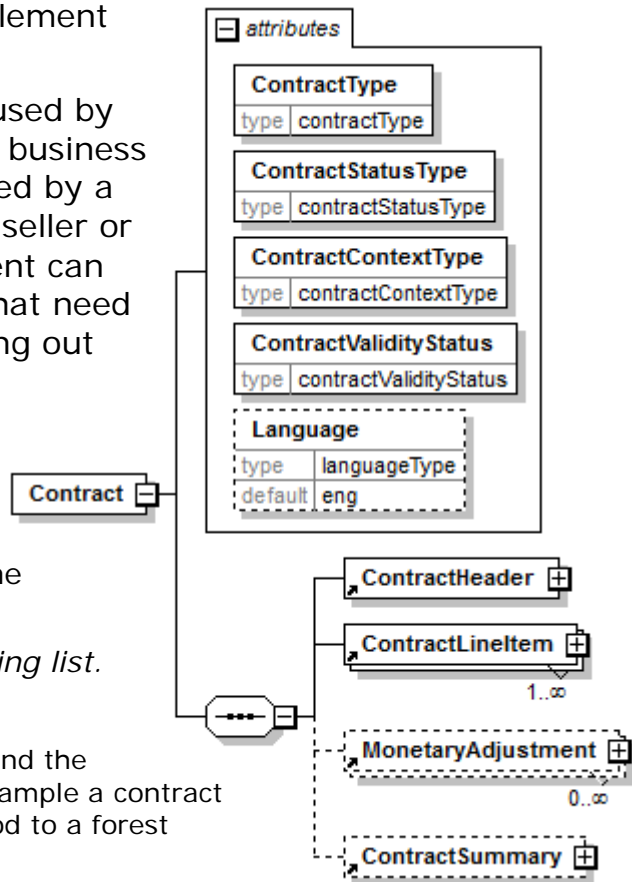 lement
used by
business
ed by a
seller or
ent can
hat need
ng out
ne
ing list.
nd the
ample a contract
od to a forest
attributes
ContractType
type contractType
ContractStatusType
type contractStatusType
ContractContextType
type contractContextType
ContractValidityStatus
type contractValidityStatus
Language
type languageType
default eng
Contract
ContractHeader
ContractLineItem
1..∞
MonetaryAdjustment
0..∞
ContractSummary